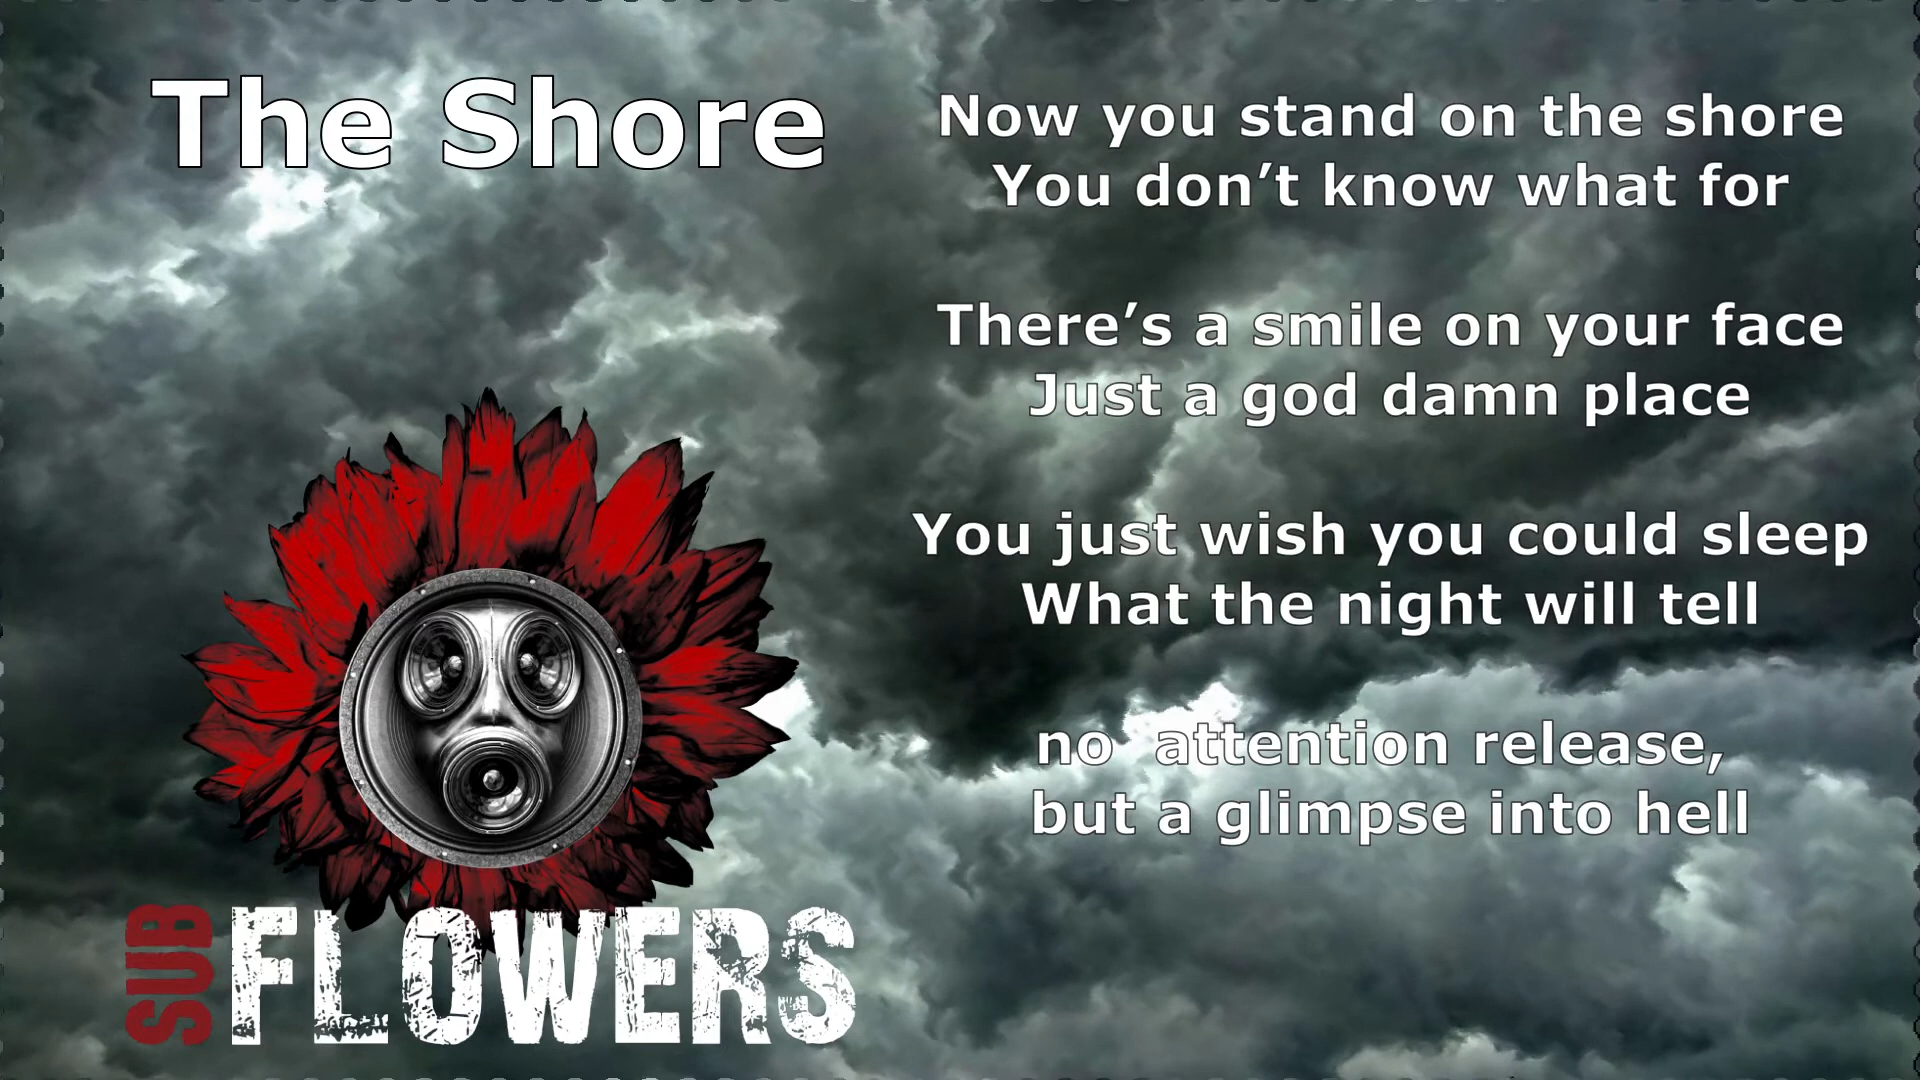 The Shore
Now you stand on the shore
You don’t know what for
There’s a smile on your face
Just a god damn place
You just wish you could sleep
What the night will tell
no  attention release,
but a glimpse into hell
SUB
FLOWERS